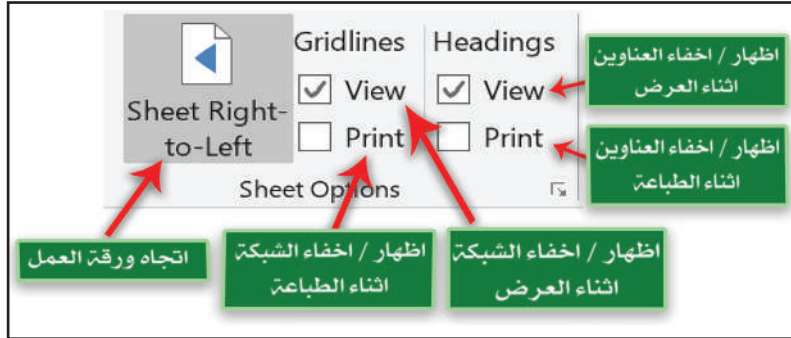 Gridlines
Headings
Sheet Right-
to-Left
View
View
Print
Print
Sheet Options
اظهار / اخفاء العناوين
اثناء العرض
اظهار / اخفاء العناوين
اثناء الطباعة
اتجاه ورقة العمل
اظهار / اخفاء الشبكة
اثناء الطباعة
اظهار / اخفاء الشبكة
اثناء العرض